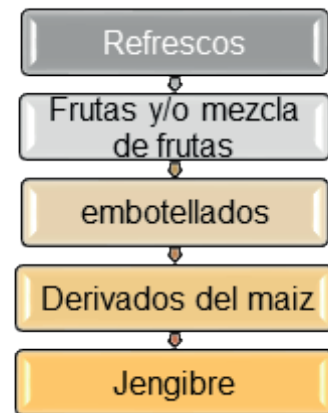 Refrescos
Frutas y/o mezcla
de frutas
embotellados
Derivados del maiz
Jengibre